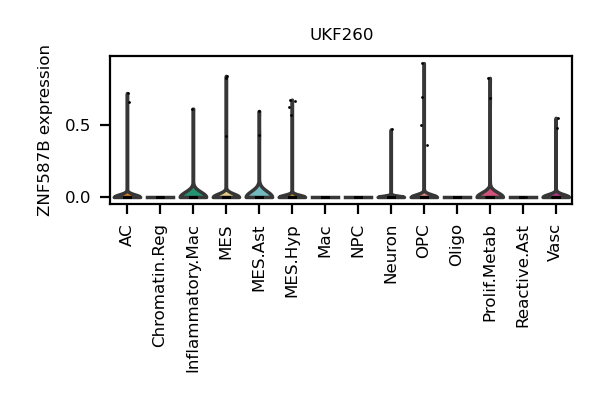 UKF260
ZNF587B expression
0.5
0.0
AC
Chromatin.Reg
Inflammatory.Mac
MES
MES.Ast
MES.Hyp
Mac
NPC
Neuron
OPC
Oligo
Prolif.Metab
Reactive.Ast
Vasc